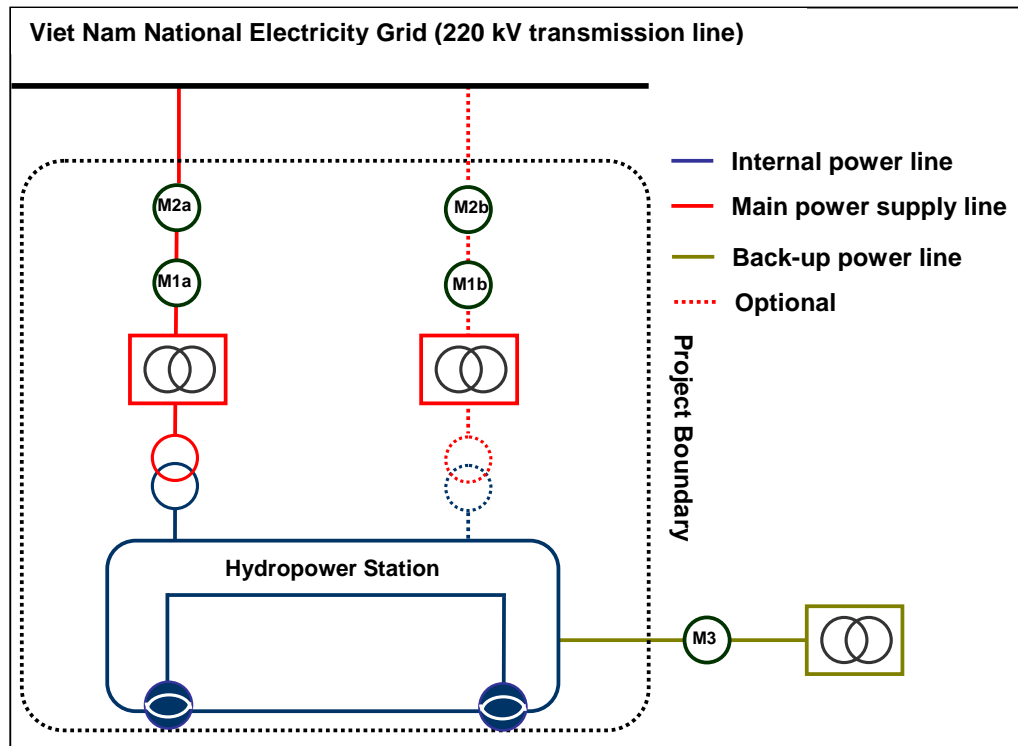 Viet Nam National Electricity Grid (220 kV transmission line)
Internal power line
Main power supply line
Back-up power line
Optional
M2a
M2b
M1a
M1b
Project Boundary
Hydropower Station
M3